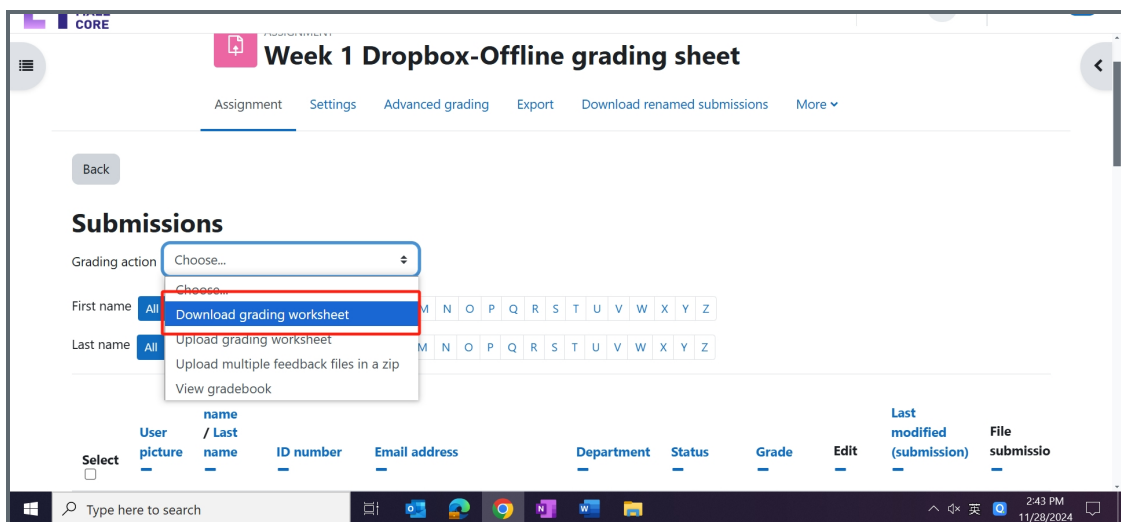 CORE
Week 1 Dropbox-Offline grading sheet
Assignment Settings Advanced grading Export Download renamed submissions More
Back
Submissions
Grading action Choose...
Choose...
First name All M N O P Q R S T U V W X Y Z
Download grading worksheet
Last name All M N O P Q R S T U V W X Y Z
Upload grading worksheet
Upload multiple feedback files in a zip
View gradebook
Select
User picture
name / Last name
ID number
Email address
Department
Status
Grade
Edit
Last modified (submission)
File submissio
Type here to search
英
2:43 PM
11/28/2024